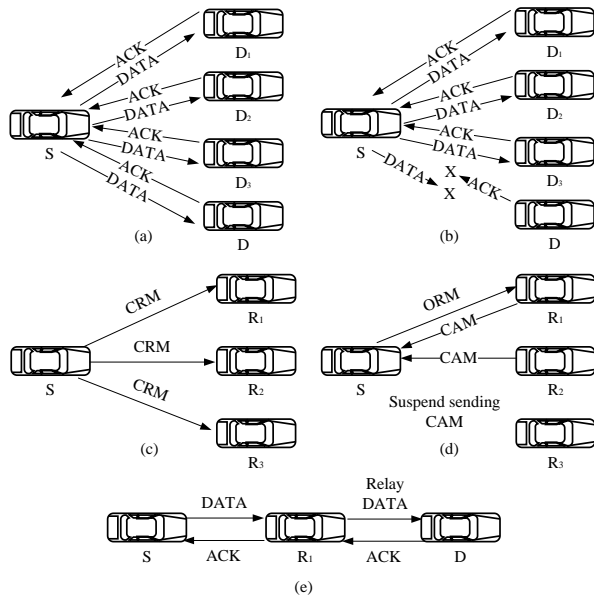 ACK
DATA
D1
ACK
DATA
D2
S
ACK
DATA
D3
ACK
DATA
D
(a)
ACK
DATA
D1
ACK
DATA
D2
S
ACK
DATA
D3
DATA
X
X
ACK
D
(b)
CRM
R1
CRM
S
R2
CRM
R3
(c)
ORM
CAM
R1
CAM
S
R2
Suspend sending
CAM
R3
(d)
DATA
Relay
DATA
ACK
ACK
S
R1
D
(e)